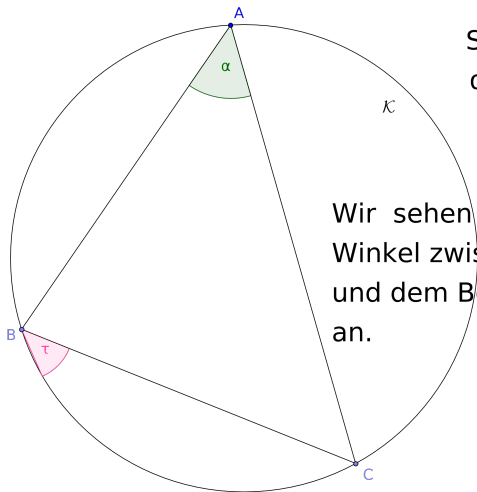 A
α
S
𝒦
Wir sehen
Winkel zwis
und dem B
an.
B
τ
C